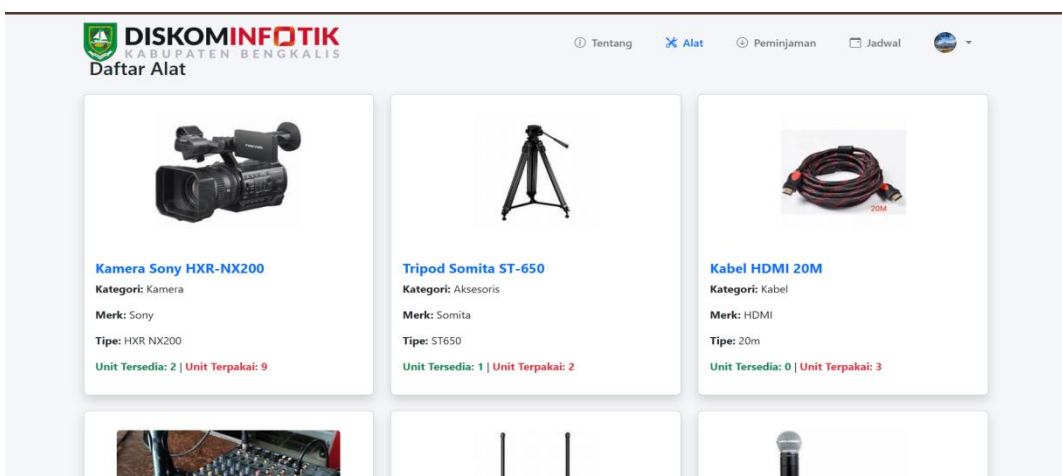 DISKOMINFOTIK
KABUPATEN BENGKALIS
Tentang
Alat
Peminjaman
Jadwal
Daftar Alat
20M
Kamera Sony HXR-NX200
Kategori: Kamera
Merk: Sony
Tipe: HXR NX200
Unit Tersedia: 2 | Unit Terpakai: 9
Tripod Somita ST-650
Kategori: Aksesoris
Merk: Somita
Tipe: ST650
Unit Tersedia: 1 | Unit Terpakai: 2
Kabel HDMI 20M
Kategori: Kabel
Merk: HDMI
Tipe: 20m
Unit Tersedia: 0 | Unit Terpakai: 3